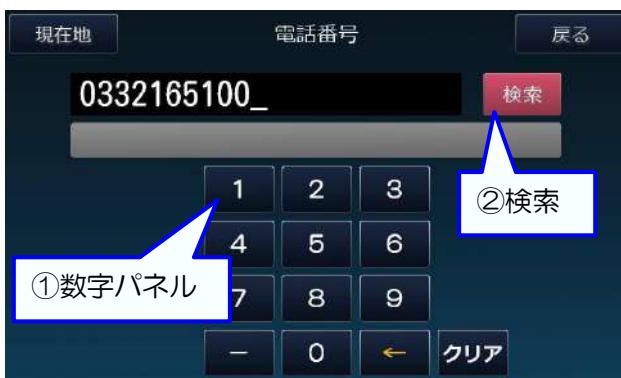 現在地 電話番号 戻る
0332165100_ 検索
1 2 3
②検索
4 5 6
①数字パネル
7 8 9
− 0 ← クリア